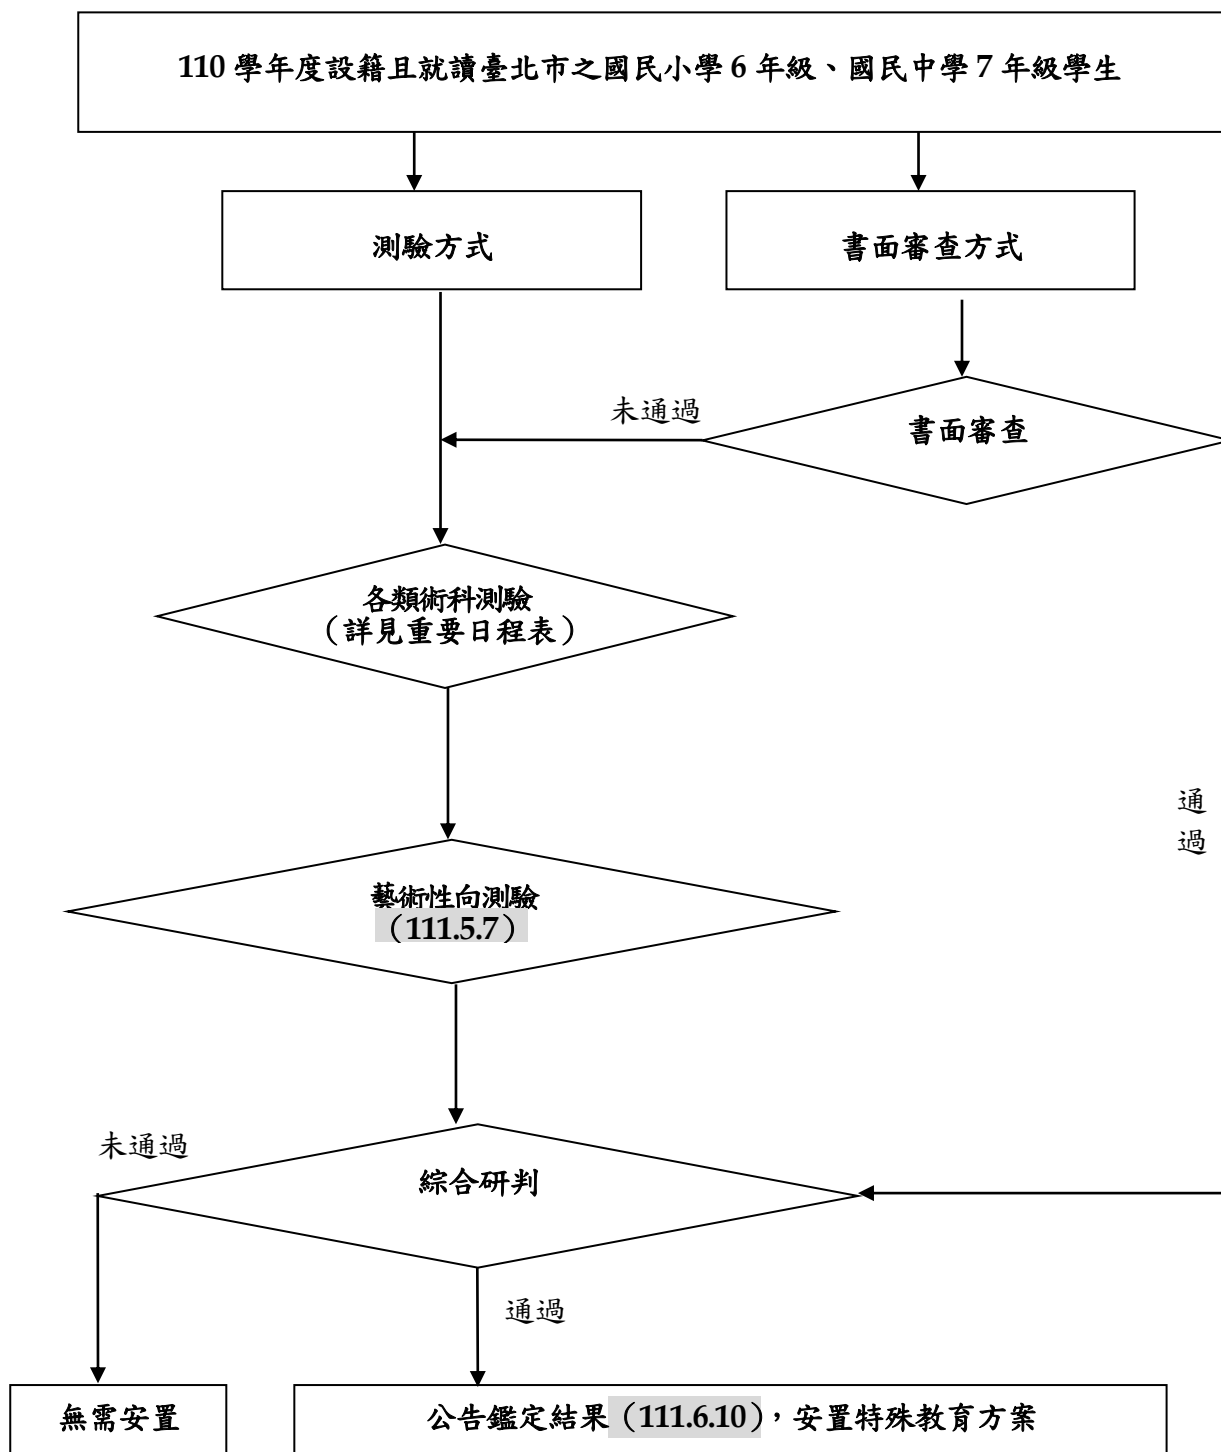 110 學年度設籍且就讀臺北市之國民小學 6 年級、國民中學 7 年級學生
測驗方式
書面審查方式
未通過
書面審查
各類術科測驗
（詳見重要日程表）
通
過
藝術性向測驗
（111.5.7）
未通過
綜合研判
通過
無需安置
公告鑑定結果（111.6.10），安置特殊教育方案